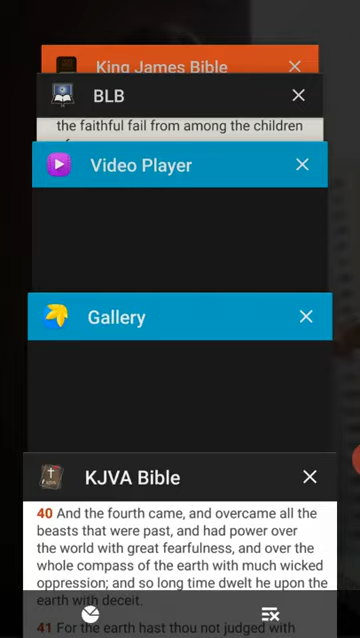 King James Bible
BLB
the faithful fail from among the children
Video Player
Gallery
KJVA Bible
40 And the fourth came, and overcame all the
beasts that were past, and had power over
the world with great fearfulness, and over the
whole compass of the earth with much wicked
oppression; and so long time dwelt he upon the
earth with deceit.
41 For the earth hast thou not judged with